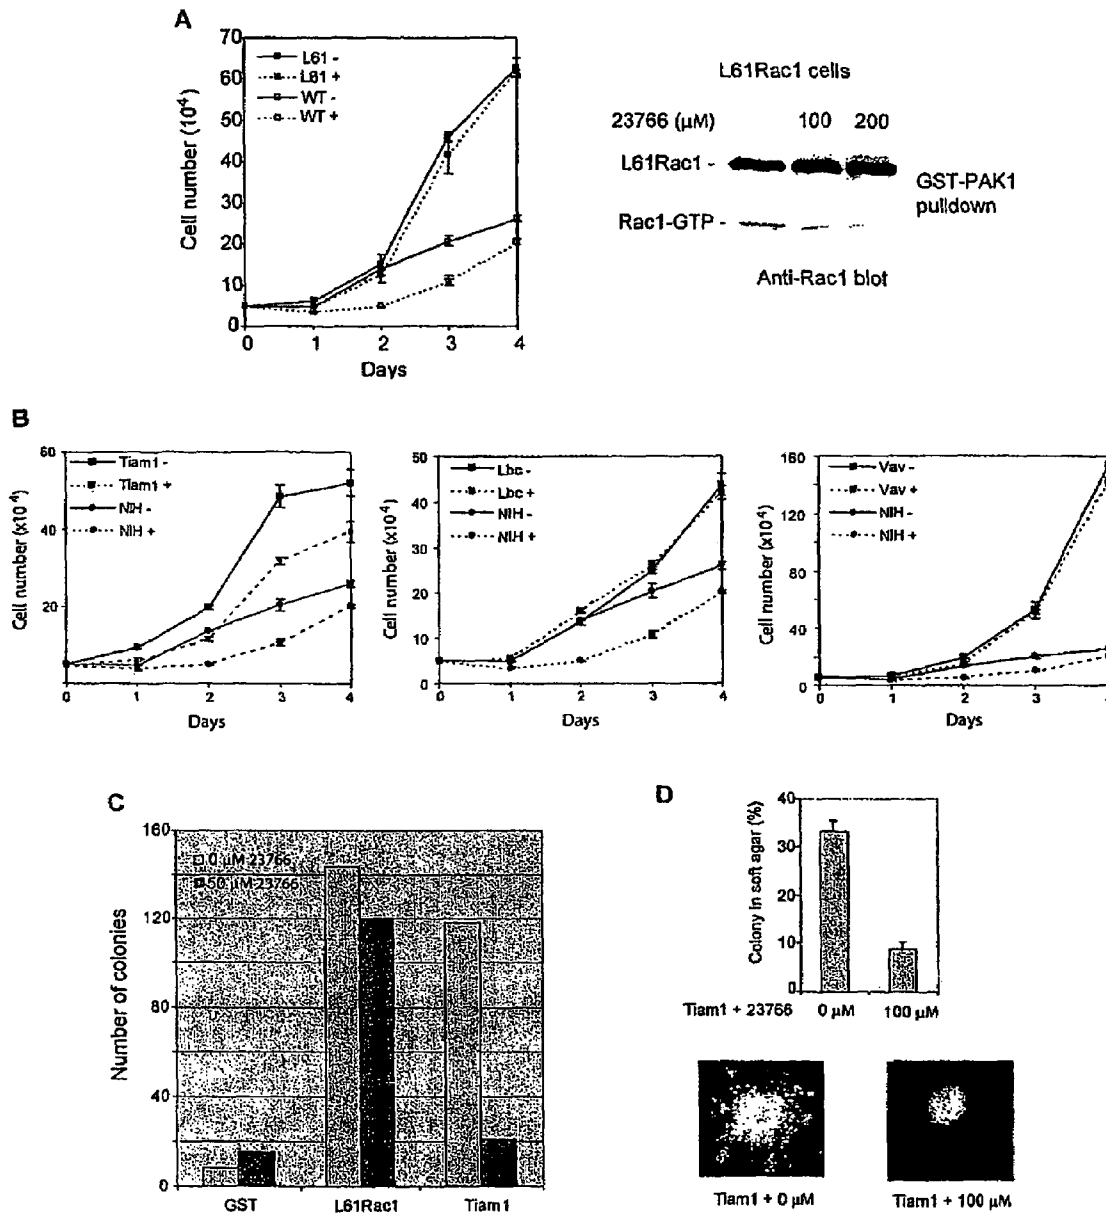 A
70
60
50
40
30
20
10
0
Cell number (10⁴)
L61 -
L61 +
WT -
WT +
0 1 2 3 4
Days
L61Rac1 cells
23766 (μM) 100 200
L61Rac1 -
Rac1-GTP -
GST-PAK1
pulldown
Anti-Rac1 blot
B
60
40
20
Cell number (x10⁴)
Tiam1 -
Tiam1 +
NIH -
NIH +
0 1 2 3 4
Days
50
40
30
20
10
0
Cell number (x10⁴)
Lbc -
Lbc +
NIH -
NIH +
0 1 2 3 4
Days
160
120
80
40
0
Cell number (x10⁴)
Vav -
Vav +
NIH -
NIH +
0 1 2 3
Days
C
160
120
80
40
0
Number of colonies
0 μM 23766
50 μM 23766
GST L61Rac1 Tiam1
D
40
30
20
10
0
Colony in soft agar (%)
Tiam1 + 23766 0 μM 100 μM
Tiam1 + 0 μM Tiam1 + 100 μM